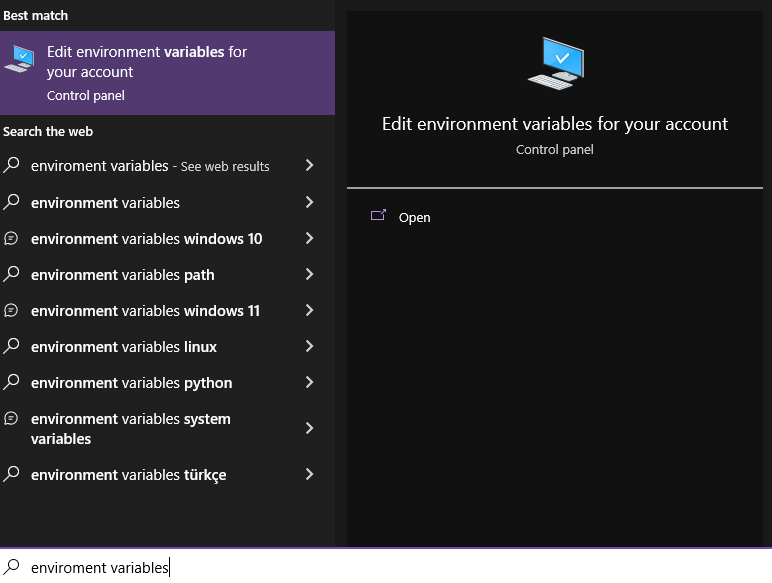 Best match
Edit environment variables for
your account
Control panel
Search the web
enviroment variables - See web results
environment variables
environment variables windows 10
environment variables path
environment variables windows 11
environment variables linux
environment variables python
environment variables system
variables
environment variables türkçe
enviroment variables
Edit environment variables for your account
Control panel
Open